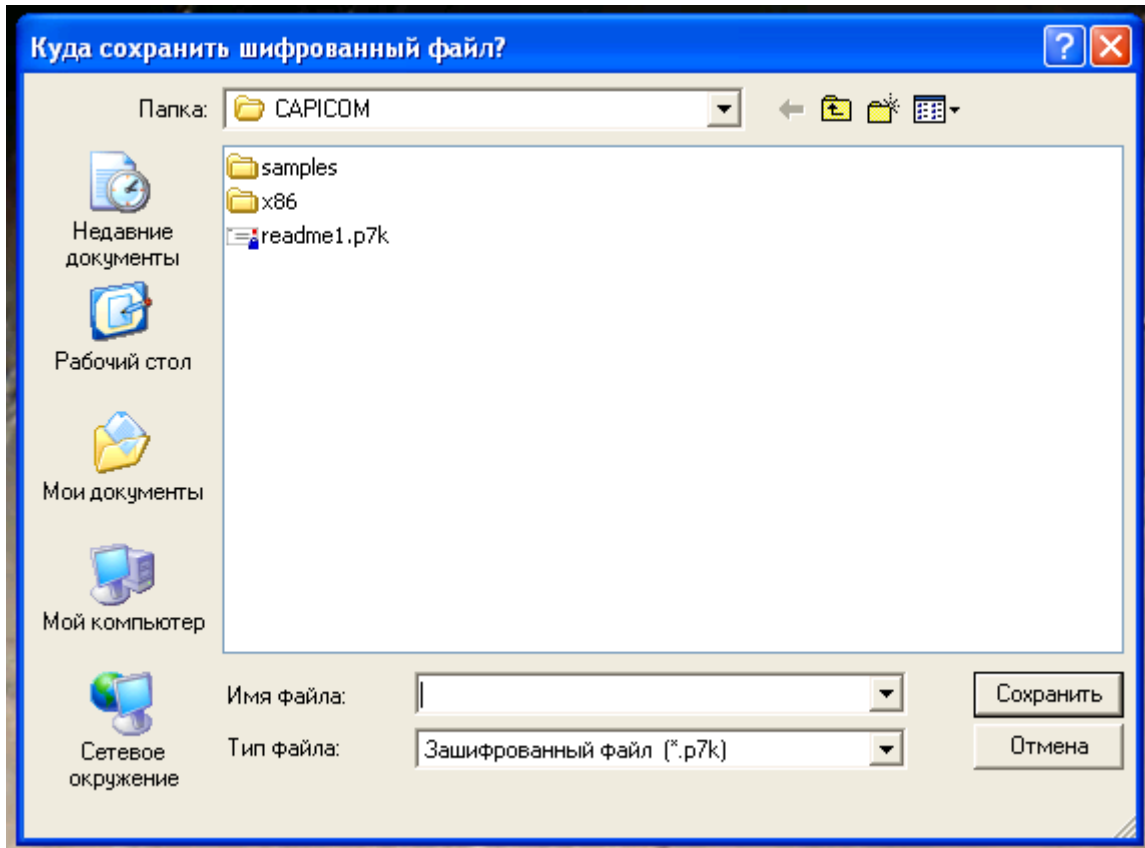 Куда сохранить шифрованный файл?
Папка: CAPICOM
samples
x86
readme1.p7k
Недавние
документы
Рабочий стол
Мои документы
Мой компьютер
Сетевое
окружение
Имя файла: Сохранить
Тип файла: Зашифрованный файл (*.p7k) Отмена